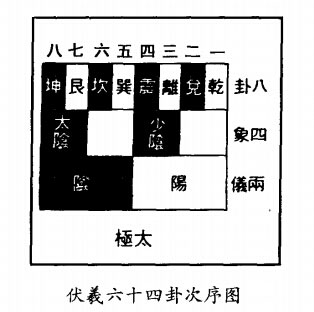 一 二 三 四 五 六 七 八
八卦 乾 兌 離 震 巽 坎 艮 坤
四象 少陰 太陰
兩儀 陽 陰
太極
伏羲六十四卦次序图